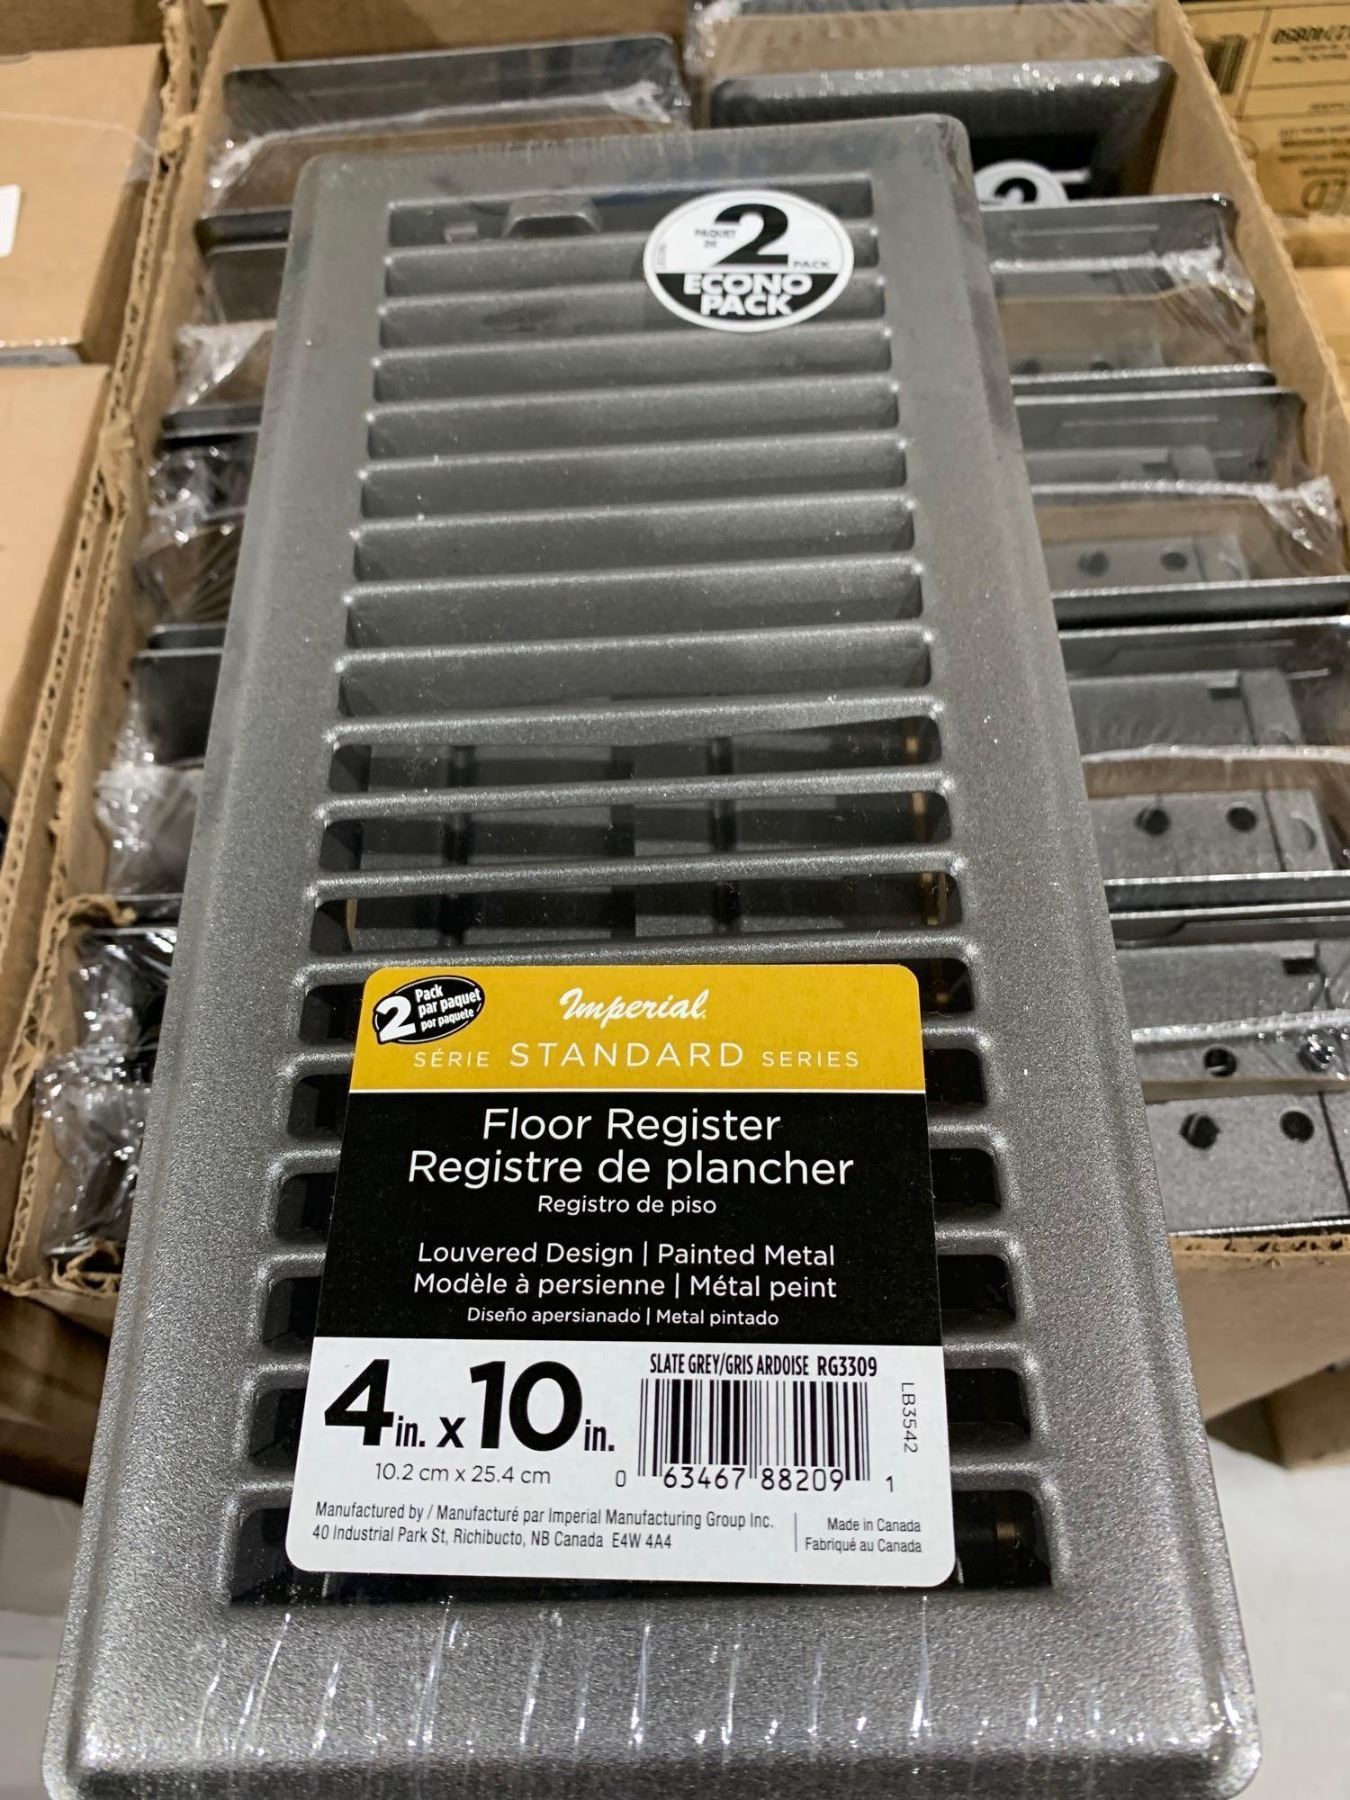 PAQUET
DE
2
PACK
ECONO
PACK
2
2
Pack
par paquet
por paquete
Imperial
SÉRIE STANDARD SERIES
Floor Register
Registre de plancher
Registro de piso
Louvered Design | Painted Metal
Modèle à persienne | Métal peint
Diseño apersianado | Metal pintado
4in. x 10in.
10.2 cm x 25.4 cm
SLATE GREY/GRIS ARDOISE RG3309
LB3542
0 63467 88209 1
Manufactured by / Manufacturé par Imperial Manufacturing Group Inc.
40 Industrial Park St, Richibucto, NB Canada E4W 4A4
Made in Canada
Fabriqué au Canada